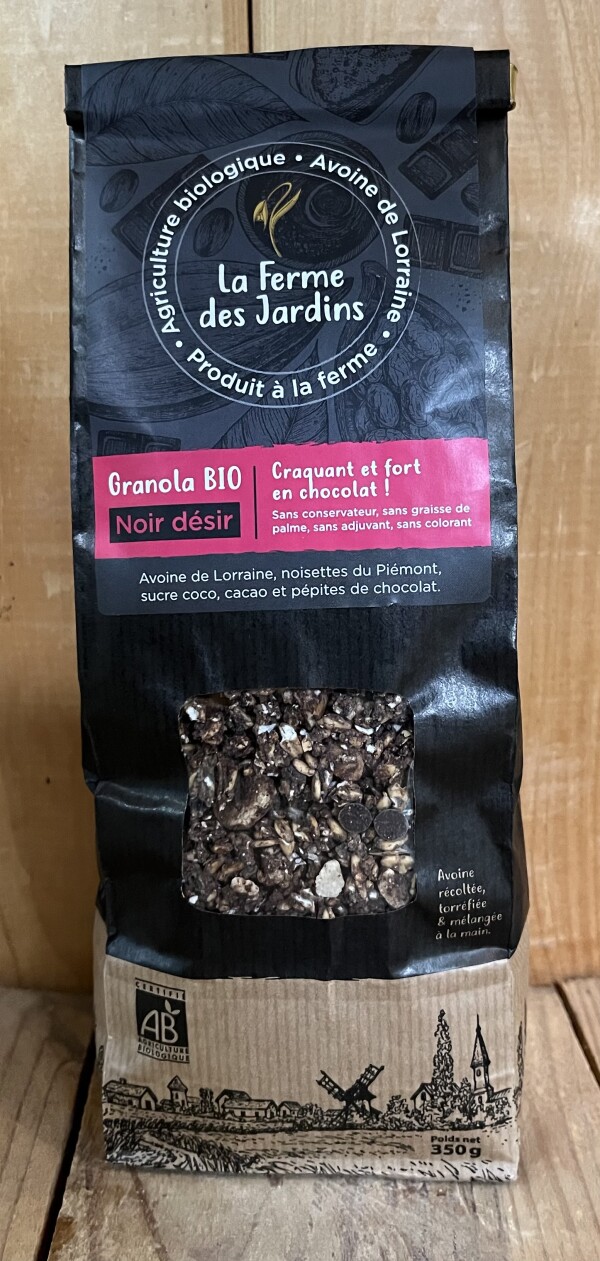 Agriculture biologique • Avoine de Lorraine •
La Ferme
des Jardins
• Produit à la ferme •
Granola BIO
Noir désir
Craquant et fort
en chocolat !
Sans conservateur, sans graisse de
palme, sans adjuvant, sans colorant
Avoine de Lorraine, noisettes du Piémont,
sucre coco, cacao et pépites de chocolat.
Avoine
récoltée,
torréfiée
& mélangée
à la main.
CERTIFIÉ
AB
AGRICULTURE
BIOLOGIQUE
Poids net
350g